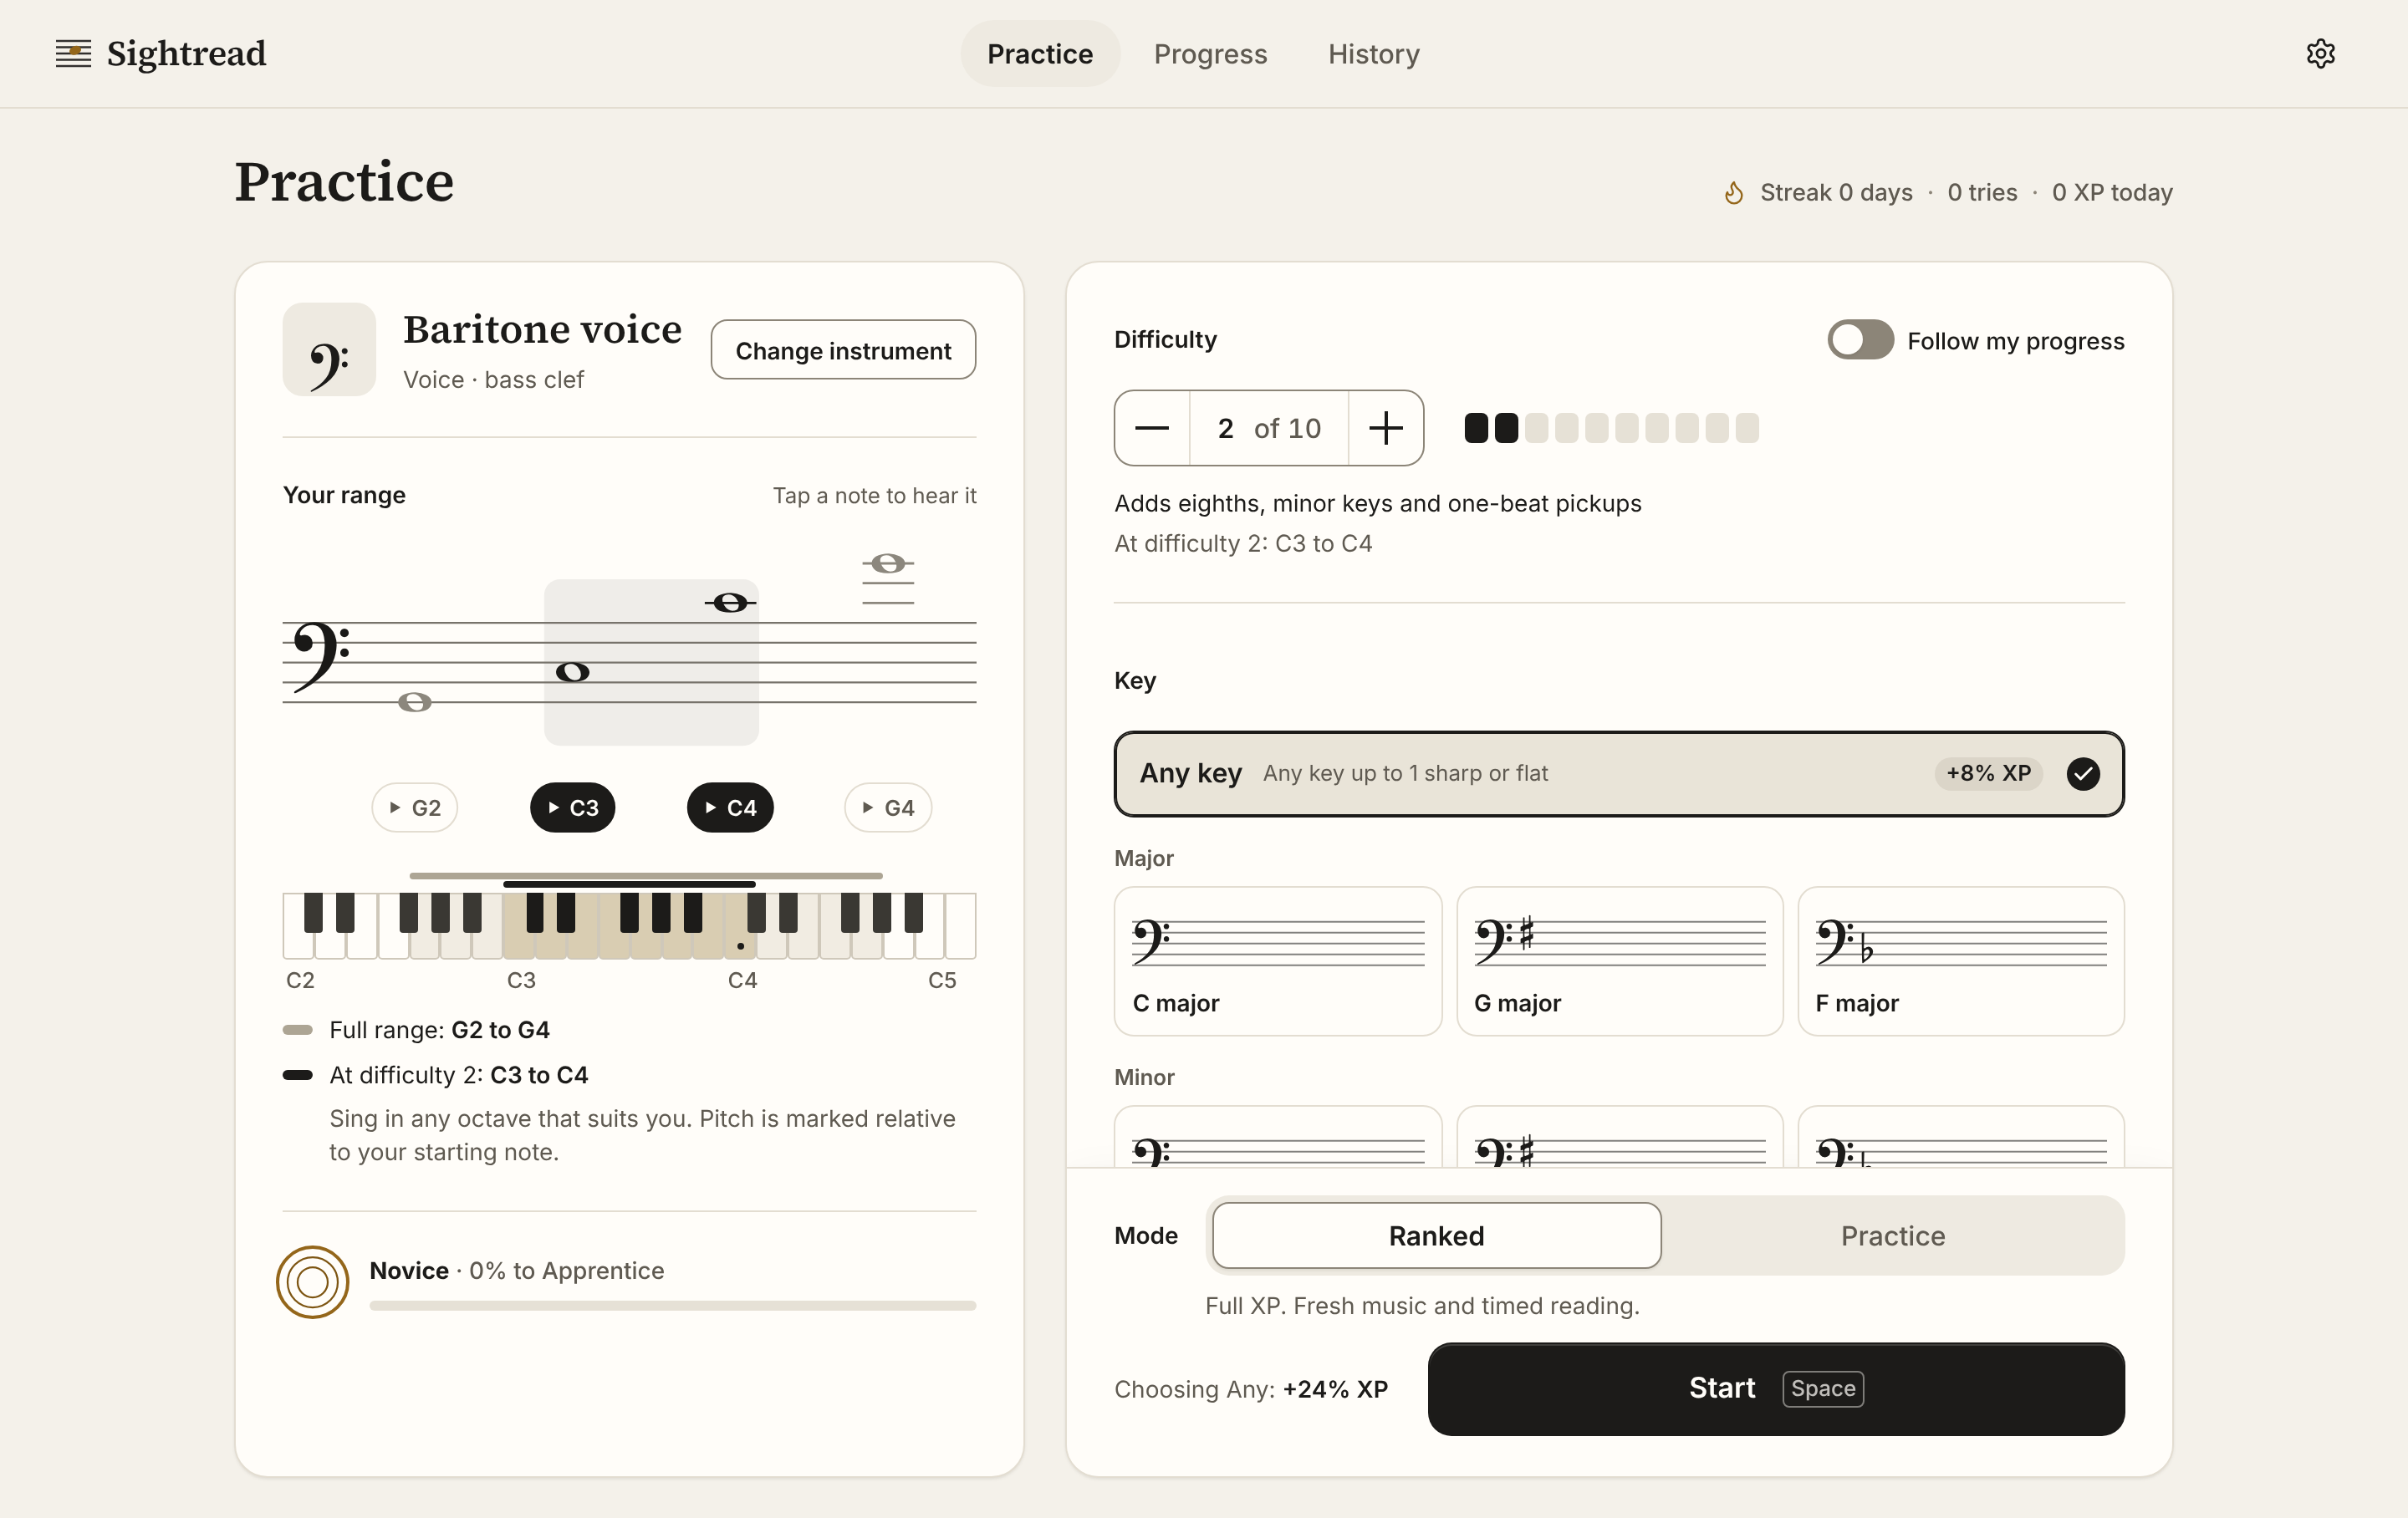 Sightread
Practice
Progress
History
Practice
Streak 0 days · 0 tries · 0 XP today
Baritone voice
Voice · bass clef
Change instrument
Your range
Tap a note to hear it
G2
C3
C4
G4
C2
C3
C4
C5
Full range: G2 to G4
At difficulty 2: C3 to C4
Sing in any octave that suits you. Pitch is marked relative
to your starting note.
Novice · 0% to Apprentice
Difficulty
Follow my progress
2 of 10
Adds eighths, minor keys and one-beat pickups
At difficulty 2: C3 to C4
Key
Any key
Any key up to 1 sharp or flat
+8% XP
Major
C major
G major
F major
Minor
Mode
Ranked
Practice
Full XP. Fresh music and timed reading.
Choosing Any: +24% XP
Start
Space